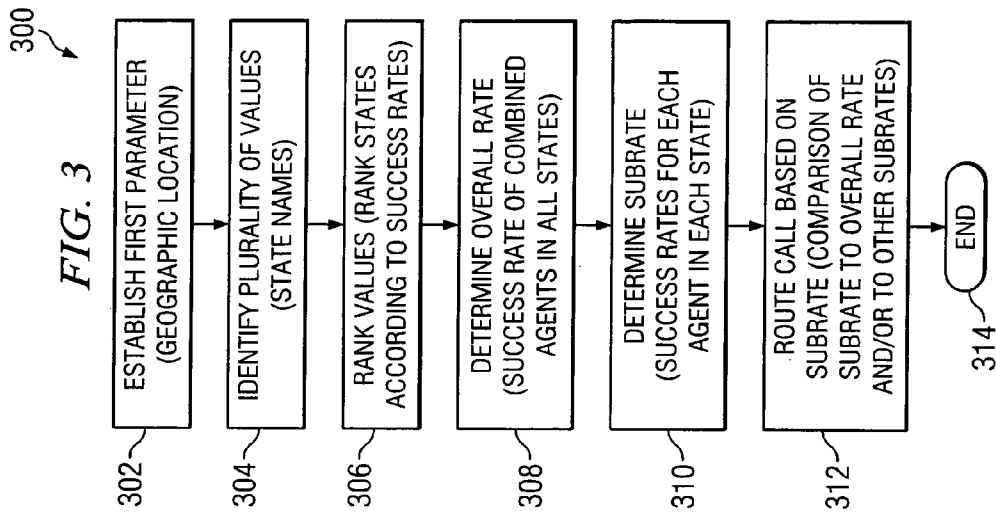 FIG. 3
300
302
ESTABLISH FIRST PARAMETER
(GEOGRAPHIC LOCATION)
304
IDENTIFY PLURALITY OF VALUES
(STATE NAMES)
306
RANK VALUES (RANK STATES
ACCORDING TO SUCCESS RATES)
308
DETERMINE OVERALL RATE
(SUCCESS RATE OF COMBINED
AGENTS IN ALL STATES)
310
DETERMINE SUBRATE
(SUCCESS RATES FOR EACH
AGENT IN EACH STATE)
312
ROUTE CALL BASED ON
SUBRATE (COMPARISON OF
SUBRATE TO OVERALL RATE
AND/OR TO OTHER SUBRATES)
314
END